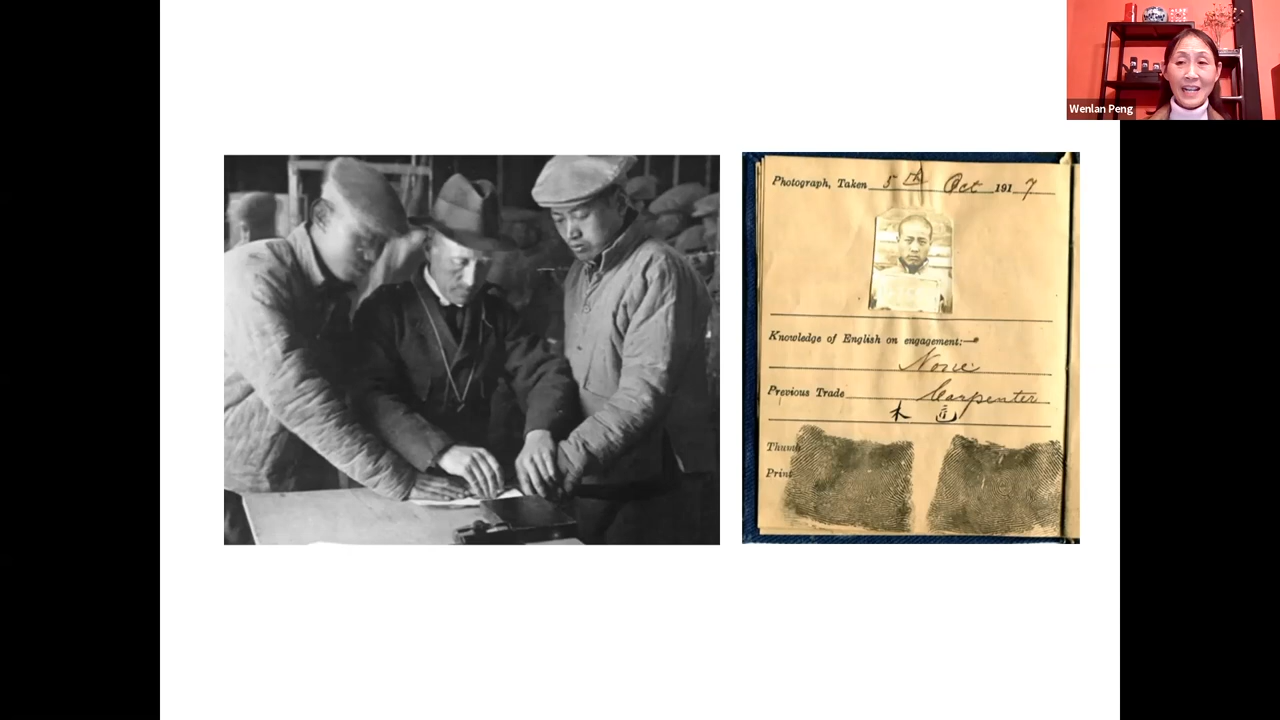 Wenlan Peng
Photograph, Taken 5th Oct 1917
Knowledge of English on engagement:—
None
Previous Trade Carpenter
木
Thumb
Print